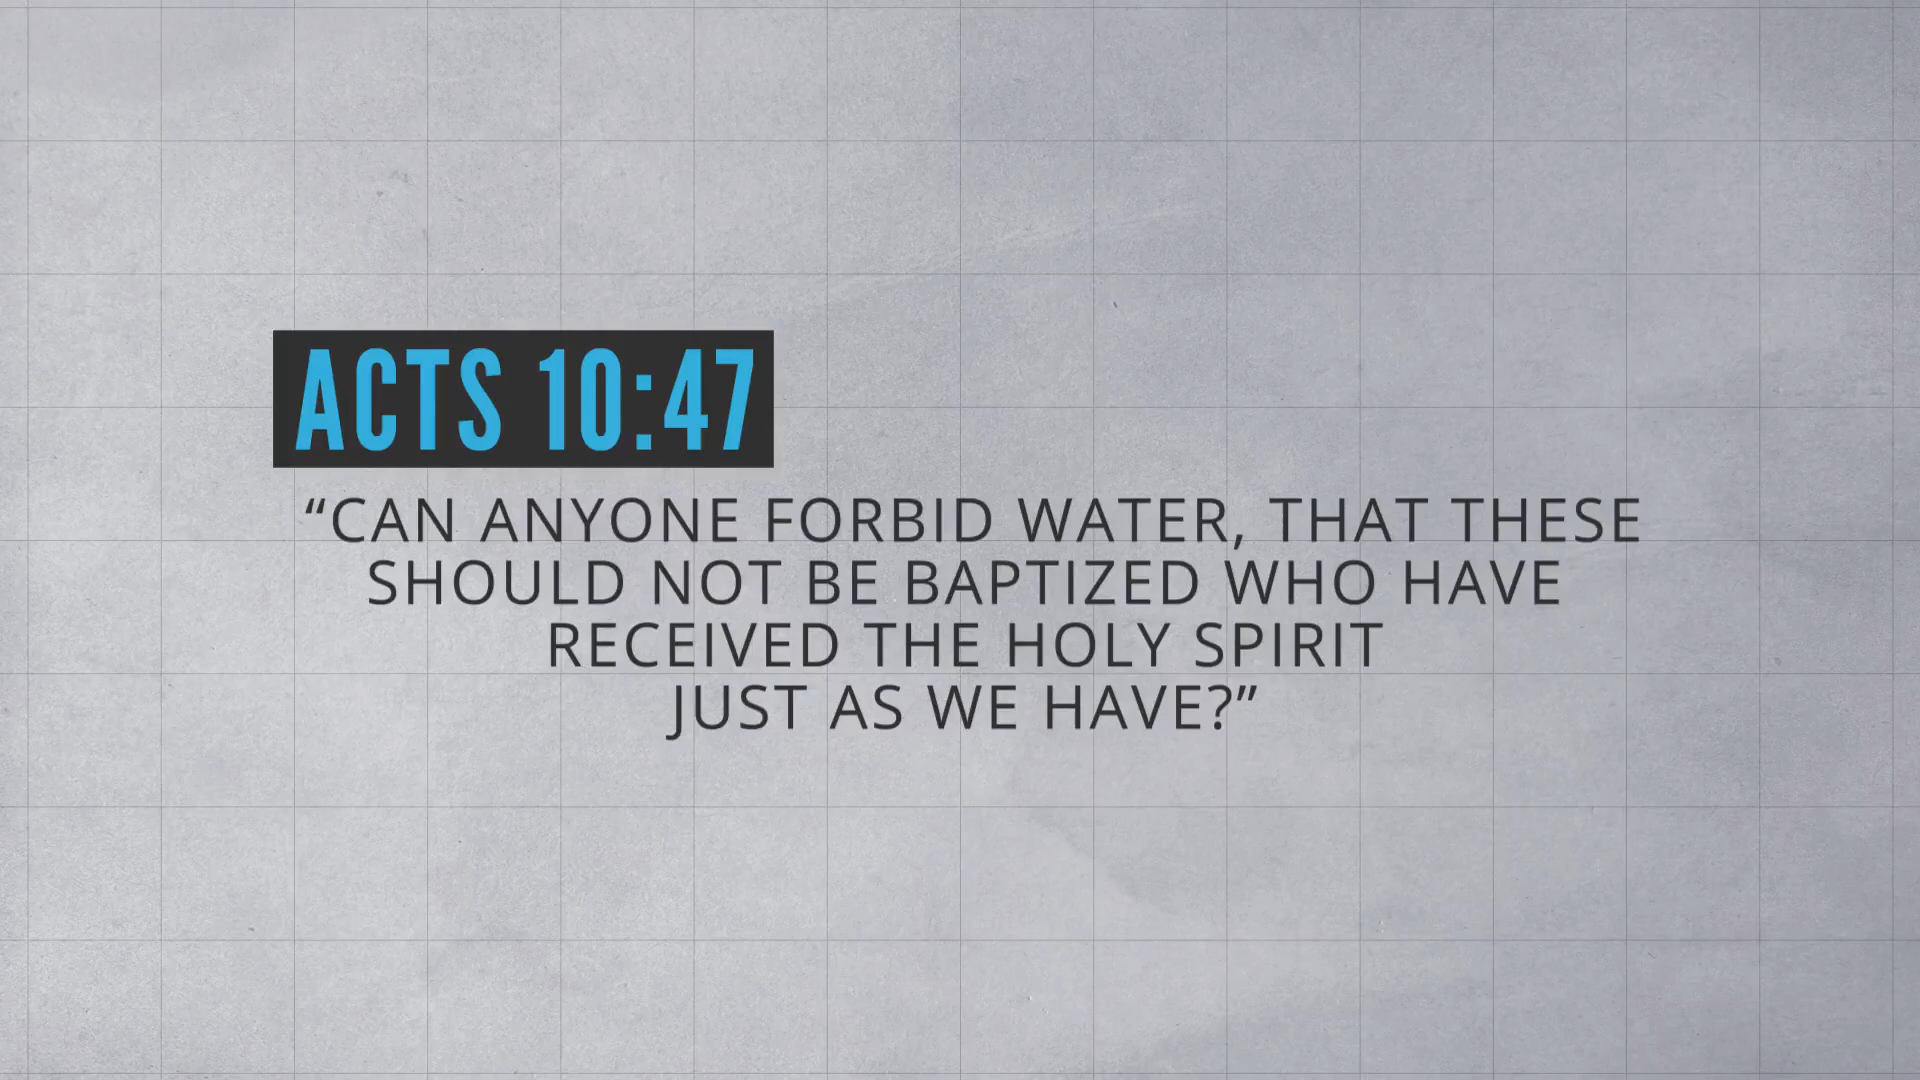 ACTS 10:47
“CAN ANYONE FORBID WATER, THAT THESE
SHOULD NOT BE BAPTIZED WHO HAVE
RECEIVED THE HOLY SPIRIT
JUST AS WE HAVE?”